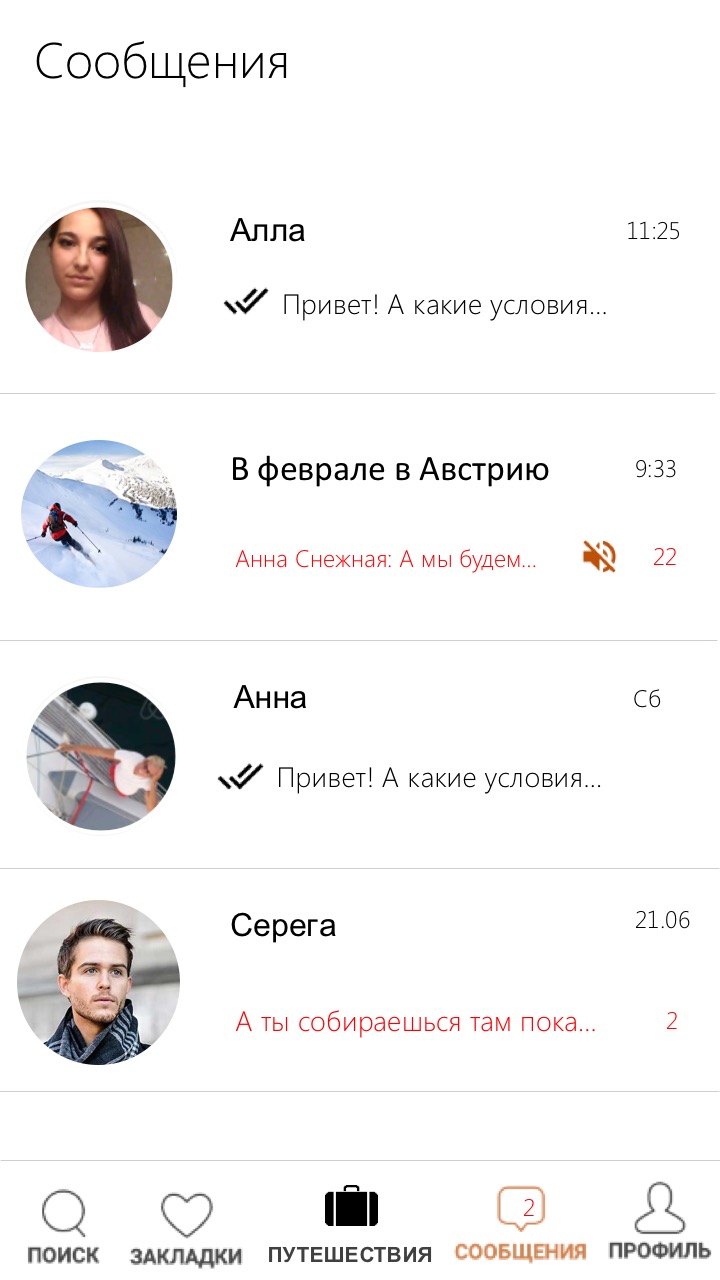 Сообщения
Алла 11:25
Привет! А какие условия...
В феврале в Австрию 9:33
Анна Снежная: А мы будем... 22
Анна Сб
Привет! А какие условия...
Серега 21.06
А ты собираешься там пока... 2
2
ПОИСК ЗАКЛАДКИ ПУТЕШЕСТВИЯ СООБЩЕНИЯ ПРОФИЛЬ